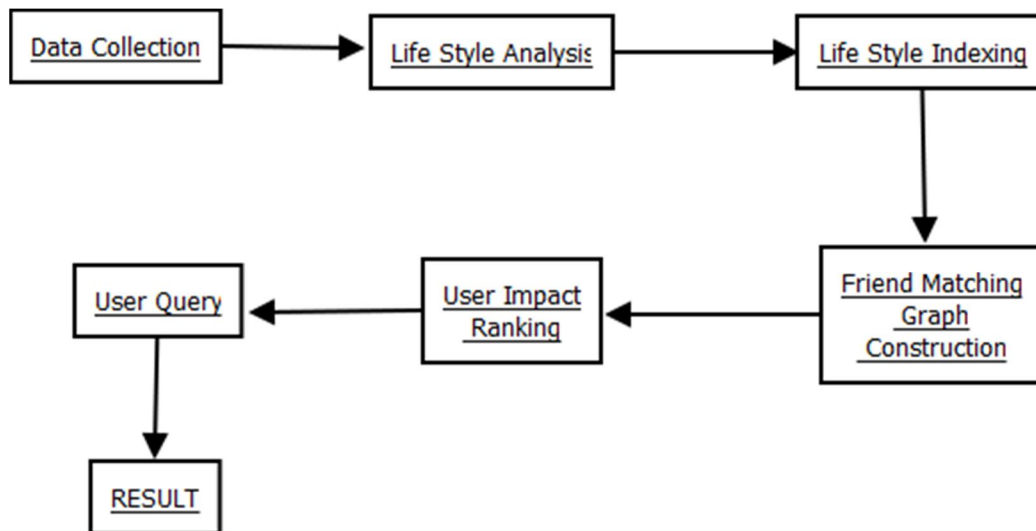 Data Collection
Life Style Analysis
Life Style Indexing
Friend Matching
Graph
Construction
User Impact
Ranking
User Query
RESULT